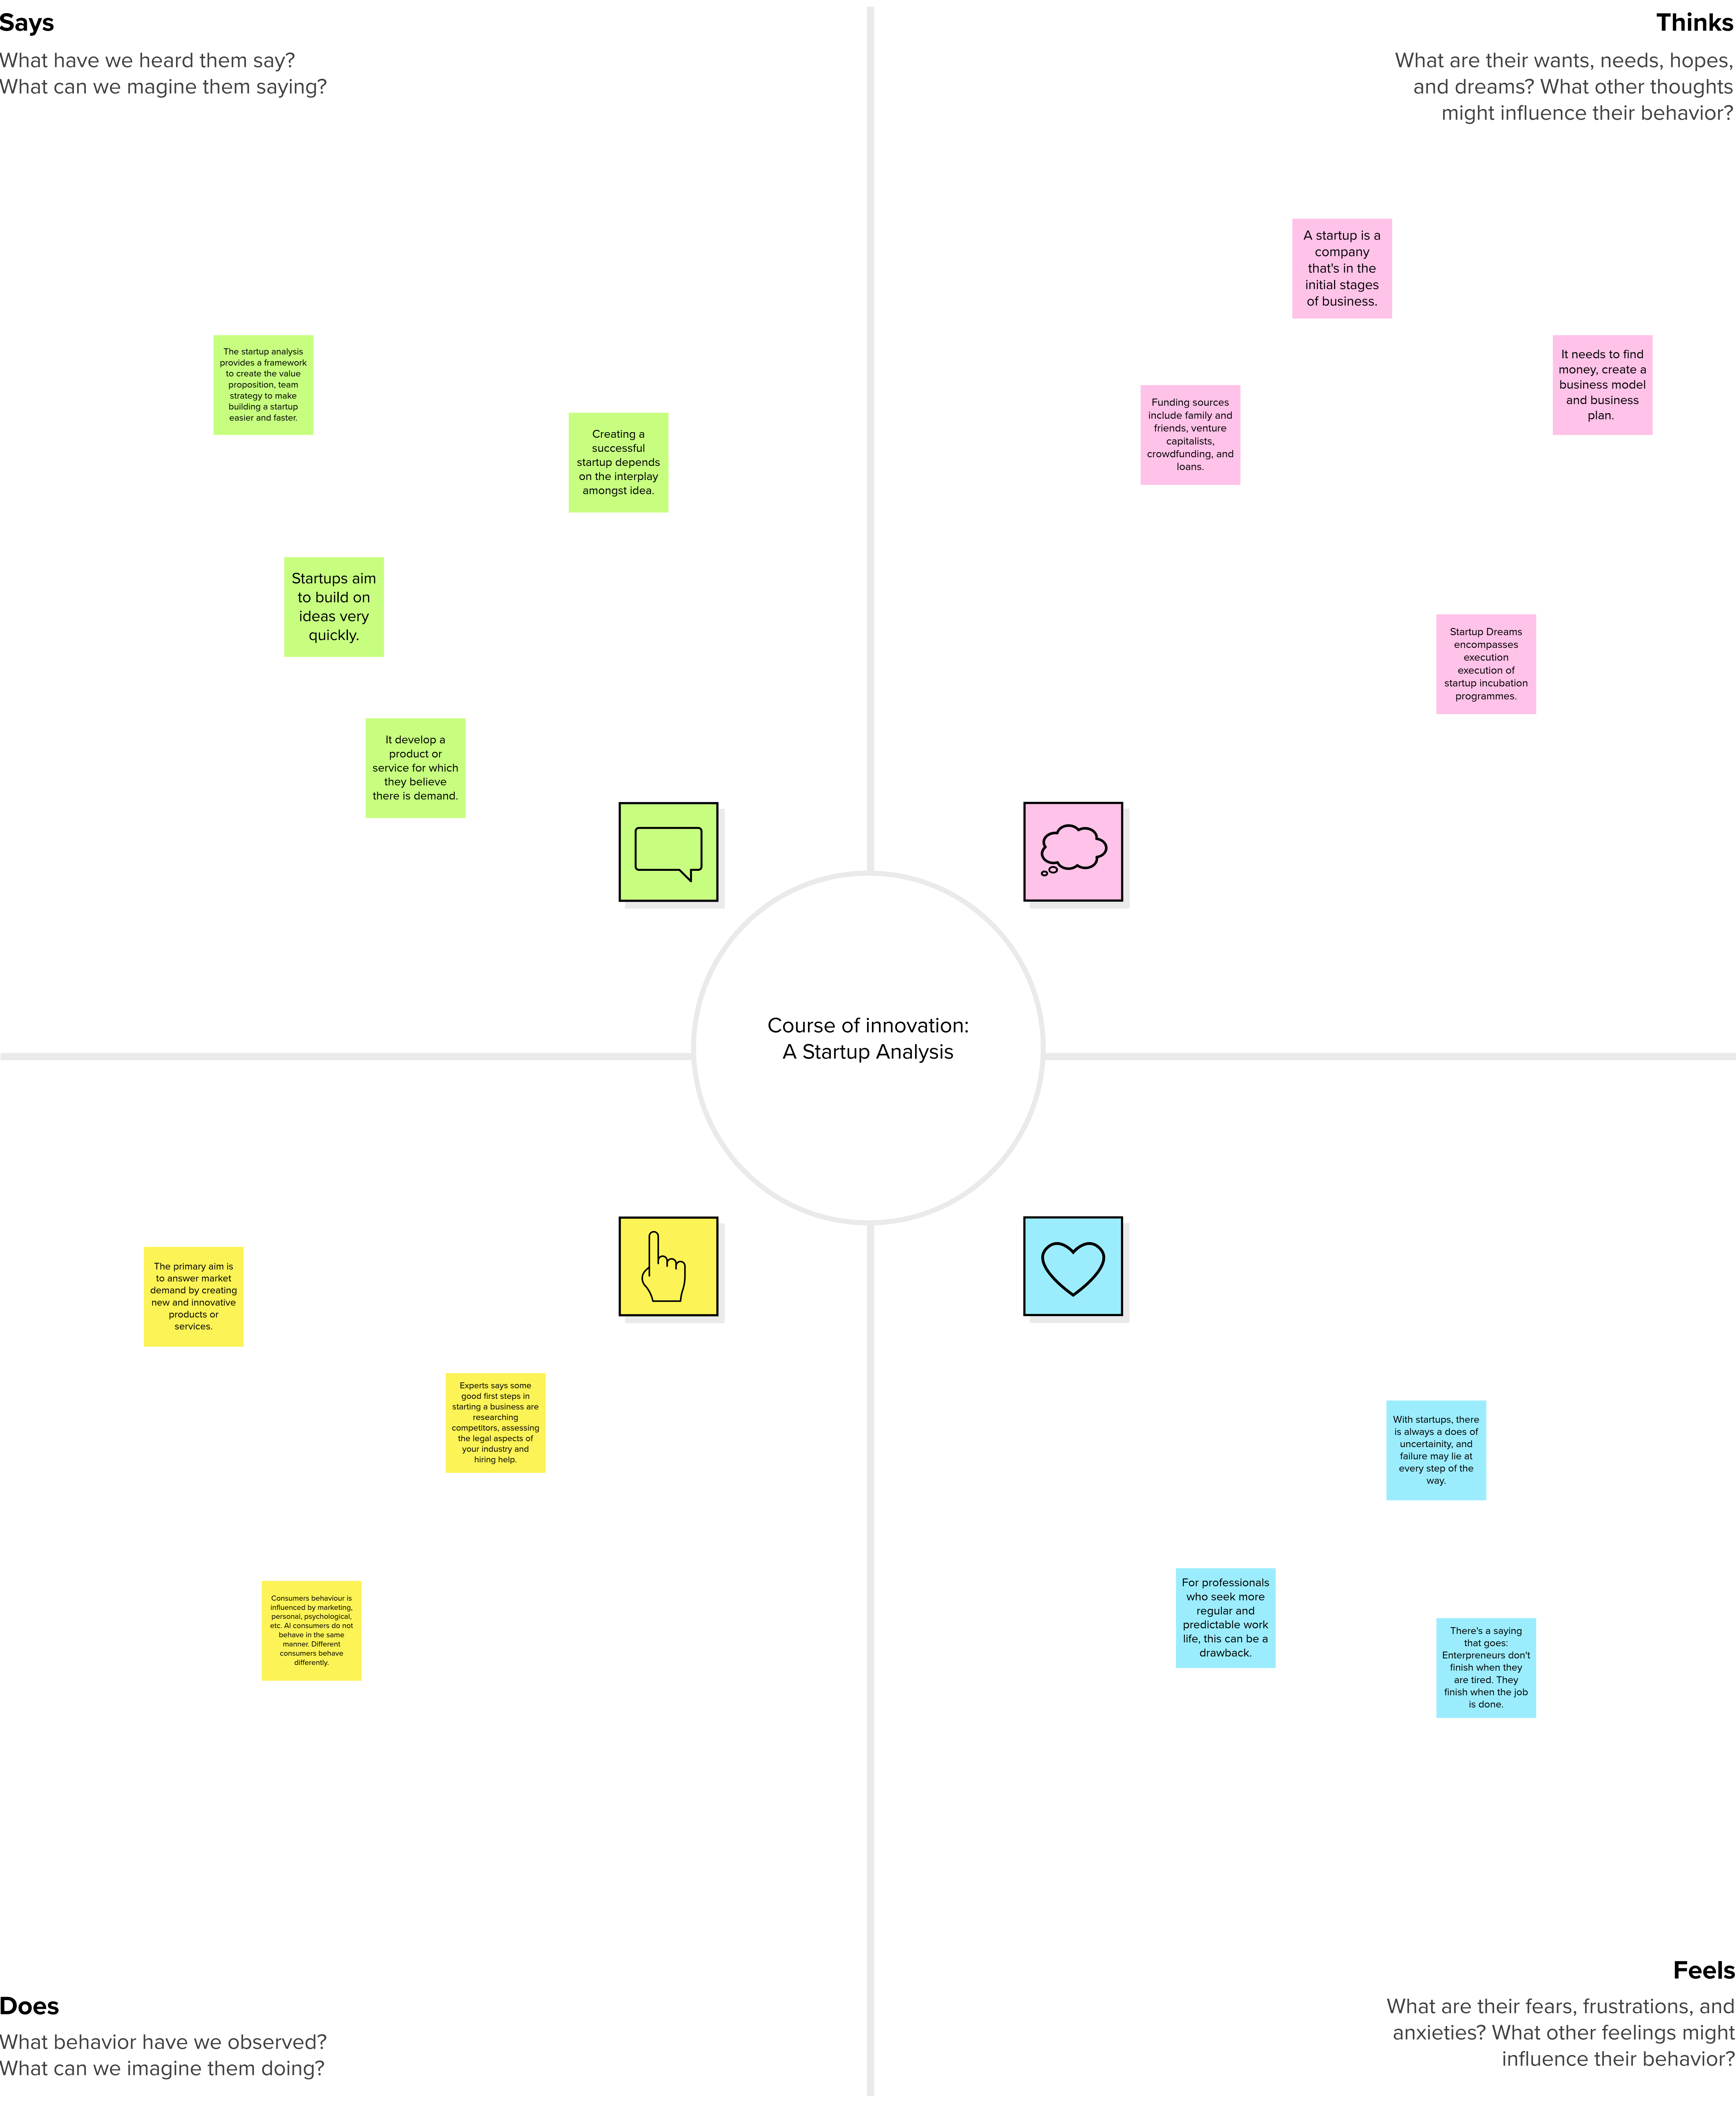 Says
What have we heard them say?
What can we magine them saying?
The startup analysis
provides a framework
to create the value
proposition, team
strategy to make
building a startup
easier and faster.
Creating a
successful
startup depends
on the interplay
amongst idea.
Startups aim
to build on
ideas very
quickly.
It develop a
product or
service for which
they believe
there is demand.
Thinks
What are their wants, needs, hopes,
and dreams? What other thoughts
might influence their behavior?
A startup is a
company
that's in the
initial stages
of business.
It needs to find
money, create a
business model
and business
plan.
Funding sources
include family and
friends, venture
capitalists,
crowdfunding, and
loans.
Startup Dreams
encompasses
execution
execution of
startup incubation
programmes.
Course of innovation:
A Startup Analysis
The primary aim is
to answer market
demand by creating
new and innovative
products or
services.
Experts says some
good first steps in
starting a business are
researching
competitors, assessing
the legal aspects of
your industry and
hiring help.
Consumers behaviour is
influenced by marketing,
personal, psychological,
etc. Al consumers do not
behave in the same
manner. Different
consumers behave
differently.
Does
What behavior have we observed?
What can we imagine them doing?
With startups, there
is always a does of
uncertainity, and
failure may lie at
every step of the
way.
For professionals
who seek more
regular and
predictable work
life, this can be a
drawback.
There's a saying
that goes:
Enterpreneurs don't
finish when they
are tired. They
finish when the job
is done.
Feels
What are their fears, frustrations, and
anxieties? What other feelings might
influence their behavior?